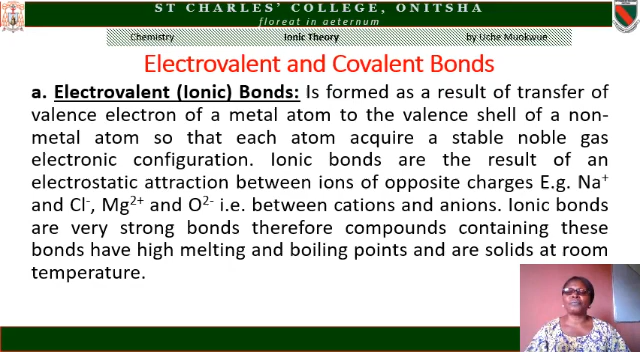 ST CHARLES' COLLEGE, ONITSHA
floreat in aeternum
Chemistry Ionic Theory by Uche Muokwue
Electrovalent and Covalent Bonds
a. Electrovalent (Ionic) Bonds: Is formed as a result of transfer of
valence electron of a metal atom to the valence shell of a non-
metal atom so that each atom acquire a stable noble gas
electronic configuration. Ionic bonds are the result of an
electrostatic attraction between ions of opposite charges E.g. Na⁺
and Cl⁻, Mg²⁺ and O²⁻ i.e. between cations and anions. Ionic bonds
are very strong bonds therefore compounds containing these
bonds have high melting and boiling points and are solids at room
temperature.